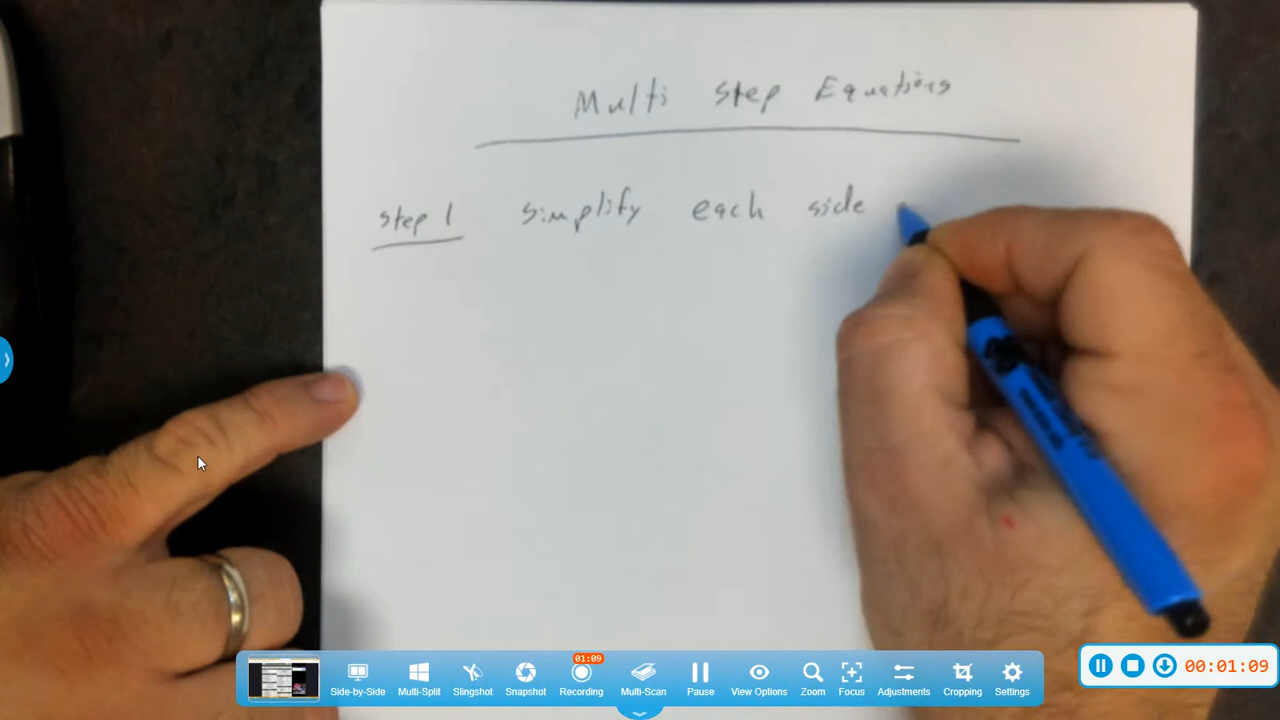 Multi step Equations
step 1 simplify each side
01:09
Side-by-Side Multi-Split Slingshot Snapshot Recording Multi-Scan Pause View Options Zoom Focus Adjustments Cropping Settings
00:01:09